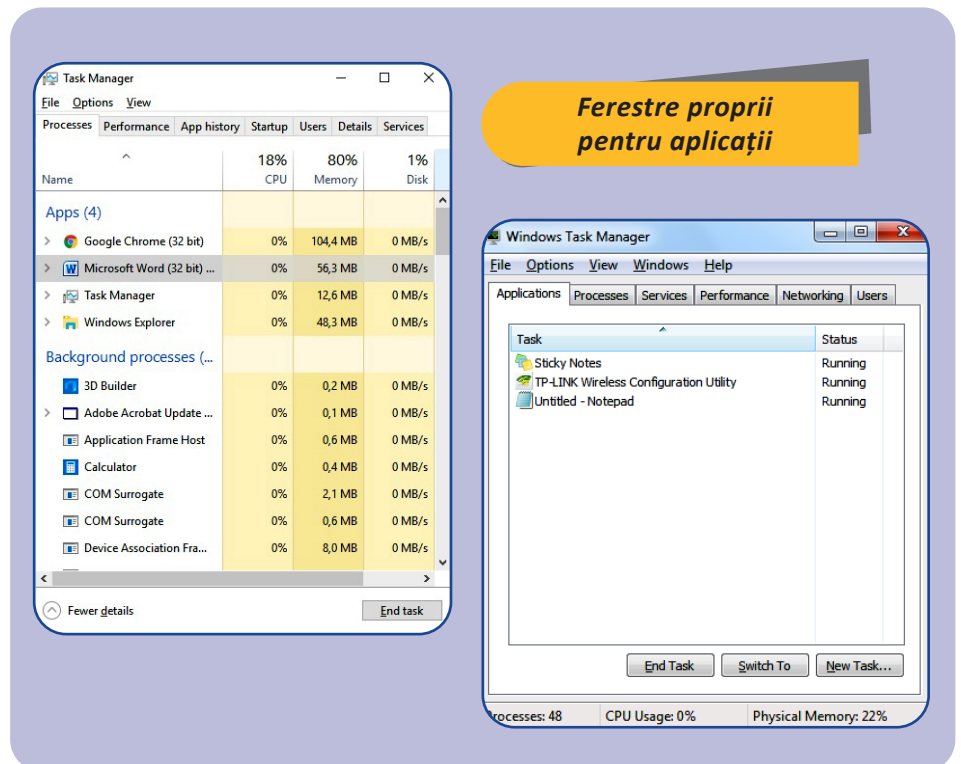 Task Manager
File Options View
Processes Performance App history Startup Users Details Services
18% 80% 1%
Name CPU Memory Disk
Apps (4)
Google Chrome (32 bit) 0% 104,4 MB 0 MB/s
Microsoft Word (32 bit) ... 0% 56,3 MB 0 MB/s
Task Manager 0% 12,6 MB 0 MB/s
Windows Explorer 0% 48,3 MB 0 MB/s
Background processes (...
3D Builder 0% 0,2 MB 0 MB/s
Adobe Acrobat Update ... 0% 0,1 MB 0 MB/s
Application Frame Host 0% 0,6 MB 0 MB/s
Calculator 0% 0,4 MB 0 MB/s
COM Surrogate 0% 2,1 MB 0 MB/s
COM Surrogate 0% 0,6 MB 0 MB/s
Device Association Fra... 0% 8,0 MB 0 MB/s
Fewer details End task
Ferestre proprii
pentru aplicații
Windows Task Manager
File Options View Windows Help
Applications Processes Services Performance Networking Users
Task Status
Sticky Notes Running
TP-LINK Wireless Configuration Utility Running
Untitled - Notepad Running
End Task Switch To New Task...
rocesses: 48 CPU Usage: 0% Physical Memory: 22%